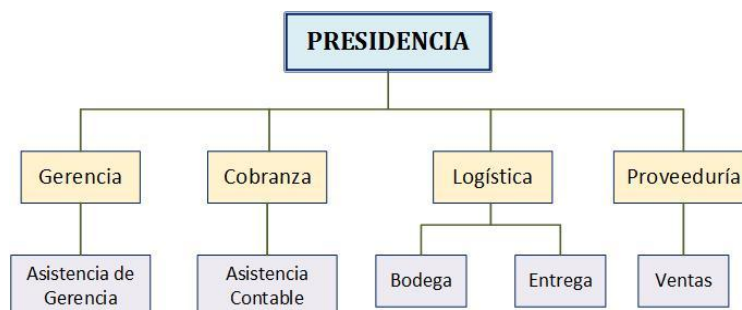 PRESIDENCIA
Gerencia
Cobranza
Logística
Proveeduría
Asistencia de
Gerencia
Asistencia
Contable
Bodega
Entrega
Ventas